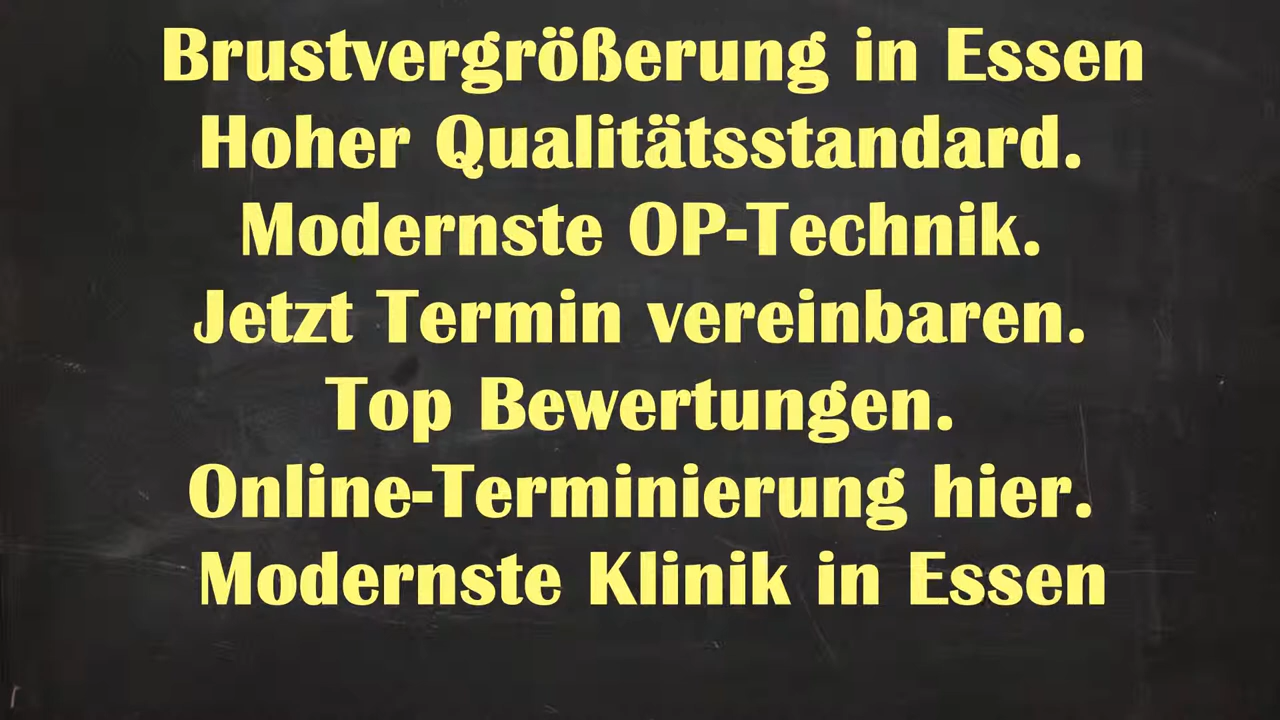 Brustvergrößerung in Essen
Hoher Qualitätsstandard.
Modernste OP-Technik.
Jetzt Termin vereinbaren.
Top Bewertungen.
Online-Terminierung hier.
Modernste Klinik in Essen